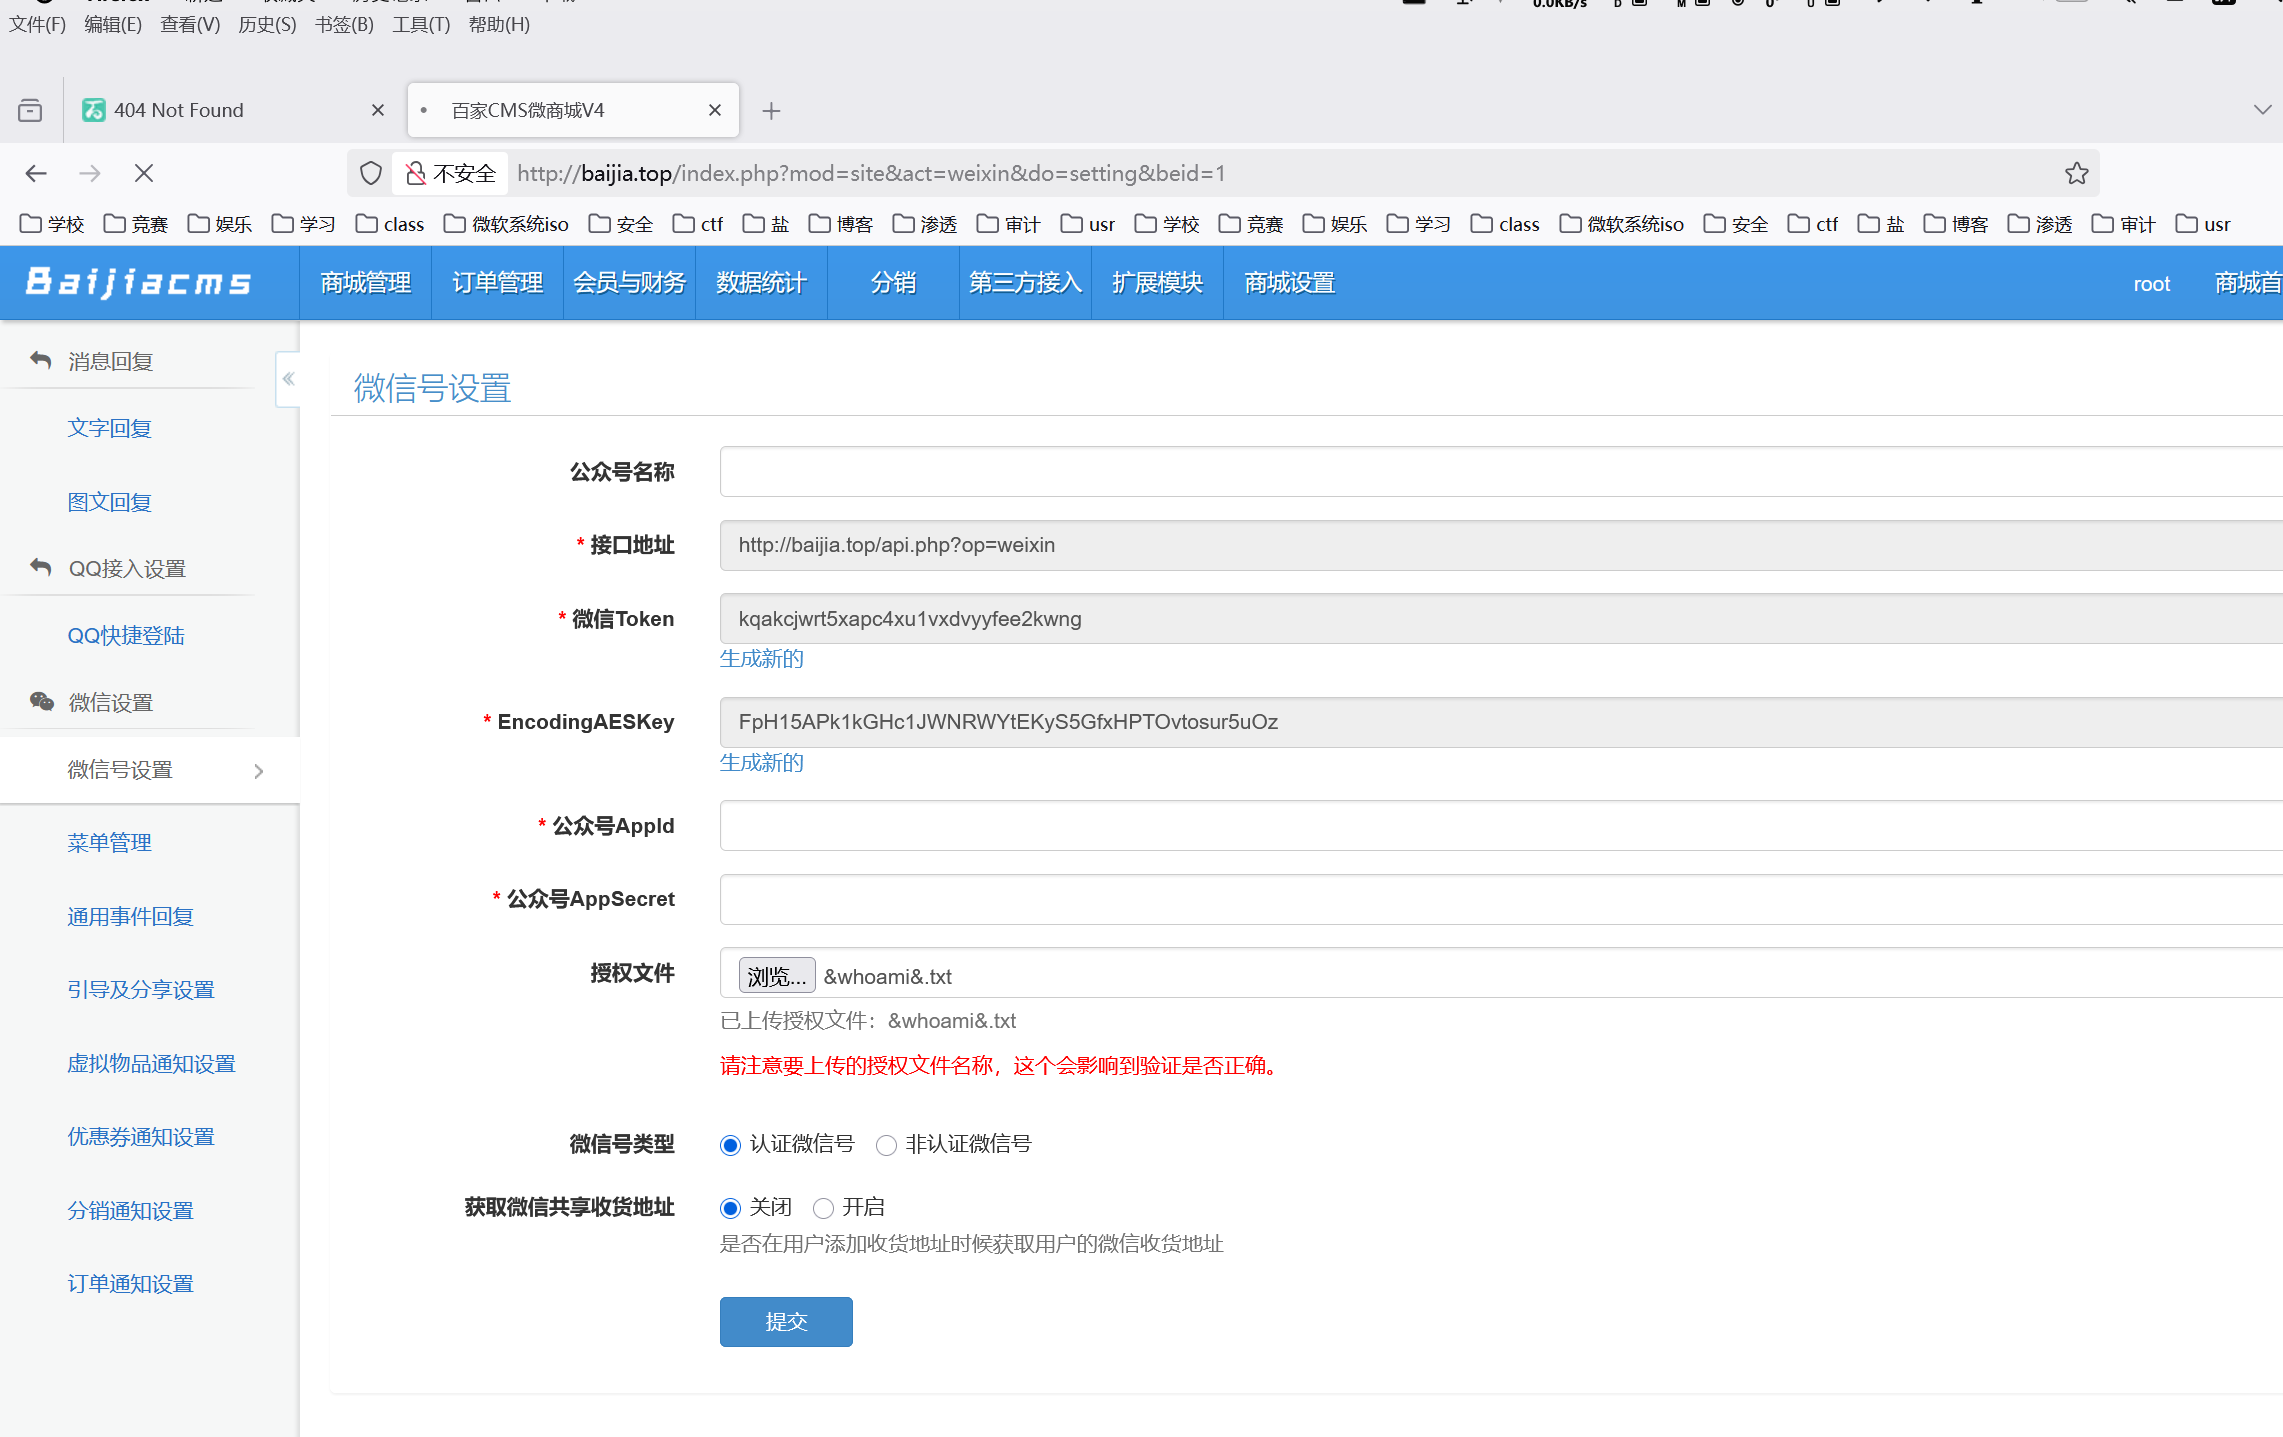 文件(F) 编辑(E) 查看(V) 历史(S) 书签(B) 工具(T) 帮助(H)
0.0KB/s
404 Not Found
百家CMS微商城V4
不安全 http://baijia.top/index.php?mod=site&act=weixin&do=setting&beid=1
学校 竞赛 娱乐 学习 class 微软系统iso 安全 ctf 盐 博客 渗透 审计 usr 学校 竞赛 娱乐 学习 class 微软系统iso 安全 ctf 盐 博客 渗透 审计 usr
Baijiacms 商城管理 订单管理 会员与财务 数据统计 分销 第三方接入 扩展模块 商城设置 root 商城首
消息回复
文字回复
图文回复
QQ接入设置
QQ快捷登陆
微信设置
微信号设置
菜单管理
通用事件回复
引导及分享设置
虚拟物品通知设置
优惠券通知设置
分销通知设置
订单通知设置
微信号设置
公众号名称
* 接口地址 http://baijia.top/api.php?op=weixin
* 微信Token kqakcjwrt5xapc4xu1vxdvyyfee2kwng
生成新的
* EncodingAESKey FpH15APk1kGHc1JWNRWYtEKyS5GfxHPTOvtosur5uOz
生成新的
* 公众号AppId
* 公众号AppSecret
授权文件 浏览... &whoami&.txt
已上传授权文件：&whoami&.txt
请注意要上传的授权文件名称，这个会影响到验证是否正确。
微信号类型 认证微信号 非认证微信号
获取微信共享收货地址 关闭 开启
是否在用户添加收货地址时候获取用户的微信收货地址
提交